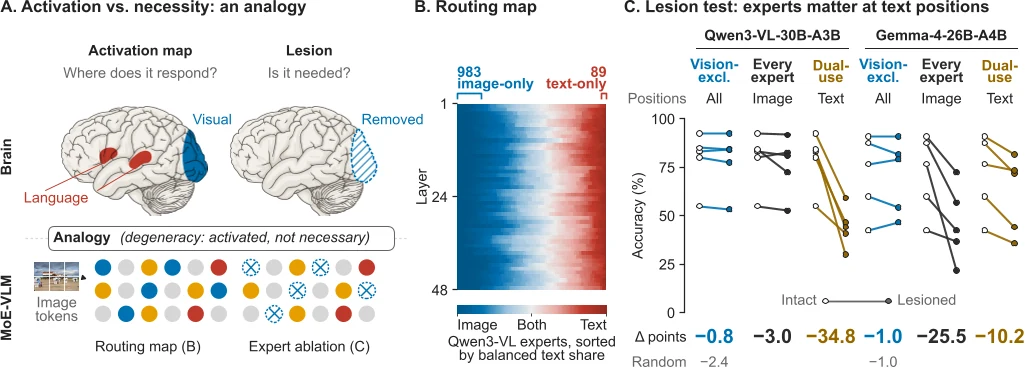 A. Activation vs. necessity: an analogy
Activation map
Where does it respond?
Lesion
Is it needed?
Visual
Removed
Language
Brain
Analogy (degeneracy: activated, not necessary)
MoE-VLM
Image
tokens
Routing map (B)
Expert ablation (C)
B. Routing map
983
image-only
89
text-only
1
24
48
Layer
Image
Both
Text
Qwen3-VL experts, sorted
by balanced text share
C. Lesion test: experts matter at text positions
Qwen3-VL-30B-A3B
Gemma-4-26B-A4B
Vision-
excl.
Every
expert
Dual-
use
Vision-
excl.
Every
expert
Dual-
use
Positions
All
Image
Text
All
Image
Text
100
75
50
25
0
Accuracy (%)
Intact
Lesioned
Δ points
−0.8
−3.0
−34.8
−1.0
−25.5
−10.2
Random
−2.4
−1.0